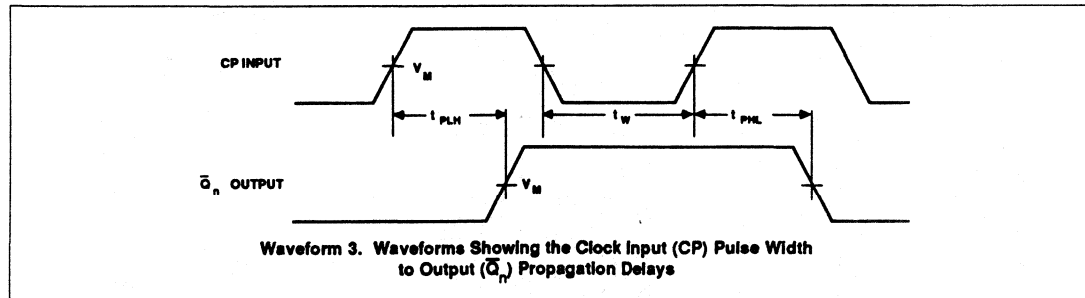 CP INPUT
V_M
t_PLH
t_W
t_PHL
Q̅_n OUTPUT
V_M
Waveform 3. Waveforms Showing the Clock Input (CP) Pulse Width
to Output (Q̅_n) Propagation Delays